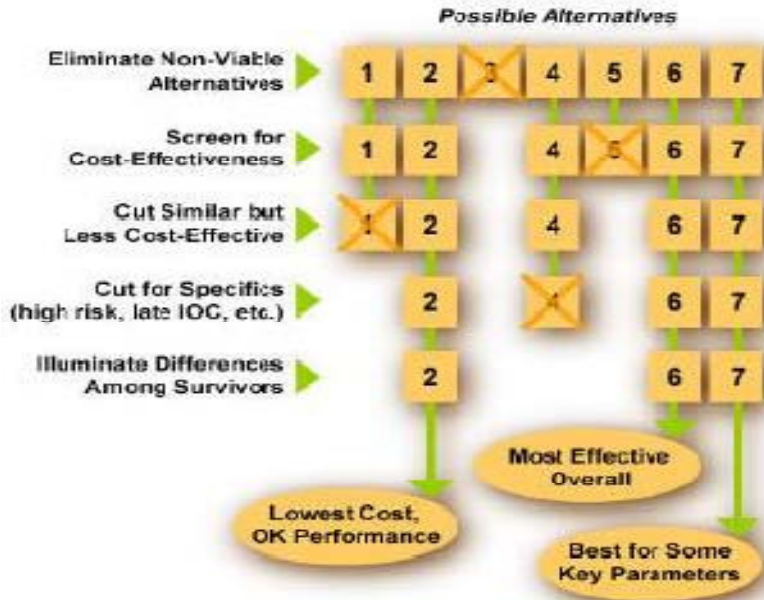 Possible Alternatives
Eliminate Non-Viable
Alternatives
1 2 3 4 5 6 7
Screen for
Cost-Effectiveness
1 2 4 5 6 7
Cut Similar but
Less Cost-Effective
1 2 4 6 7
Cut for Specifics
(high risk, late IOC, etc.)
2 4 6 7
Illuminate Differences
Among Survivors
2 6 7
Most Effective
Overall
Lowest Cost,
OK Performance
Best for Some
Key Parameters